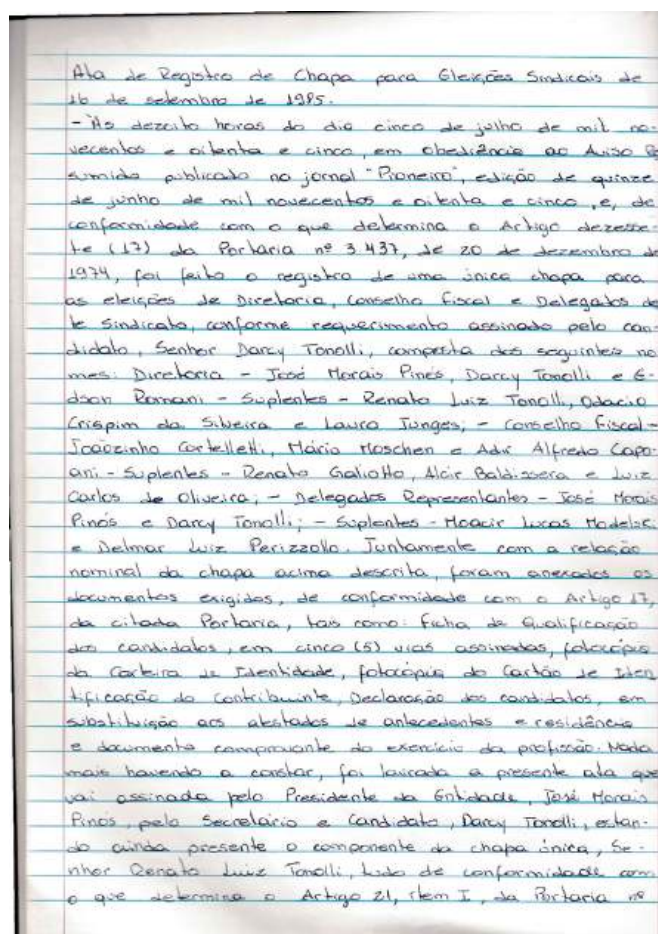 Ata de Registro de Chapa para Eleições Sindicais de
16 de setembro de 1985.
- Às dezoito horas do dia cinco de julho de mil no-
vecentos e oitenta e cinco, em obediência ao Aviso Re
sumido publicado no jornal "Pioneiro", edição de quinze
de junho de mil novecentos e oitenta e cinco, e, de
conformidade com o que determina o Artigo dezesse-
te (17) da Portaria nº 3.437, de 20 de dezembro de
1974, foi feito o registro de uma única chapa para
as eleições de Diretoria, Conselho Fiscal e Delegados des
te Sindicato, conforme requerimento assinado pelo can-
didato, Senhor Darcy Tonolli, composta dos seguintes no
mes: Diretoria - José Morais Pinós, Darcy Tonolli e E-
dson Romani - Suplentes - Renato Luiz Tonolli, Odacio
Crispim da Silveira e Lauro Junges; - Conselho Fiscal -
Joãozinho Cortelletti, Mário Moschen e Adir Alfredo Capo-
ani - Suplentes - Renato Galiotto, Alcir Baldissera e Luiz
Carlos de Oliveira; - Delegados Representantes - José Morais
Pinós e Darcy Tonolli; - Suplentes - Moacir Lucas Modelski
e Delmar Luiz Perizzollo. Juntamente com a relação
nominal da chapa acima descrita, foram anexados os
documentos exigidos, de conformidade com o Artigo 17,
da citada Portaria, tais como: Ficha de Qualificação
dos candidatos, em cinco (5) vias assinadas, fotocópia
da Carteira de Identidade, fotocópia do Cartão de Iden
tificação do Contribuinte, Declaração dos candidatos, em
substituição aos atestados de antecedentes e residência
e documento comprovante do exercício da profissão. Nada
mais havendo a constar, foi lavrada a presente ata que
vai assinada pelo Presidente da Entidade, José Morais
Pinós, pelo Secretário e Candidato, Darcy Tonolli, estan-
do ainda presente o componente da chapa única, Se-
nhor Renato Luiz Tonolli, tudo de conformidade com
o que determina o Artigo 21, item I, da Portaria nº